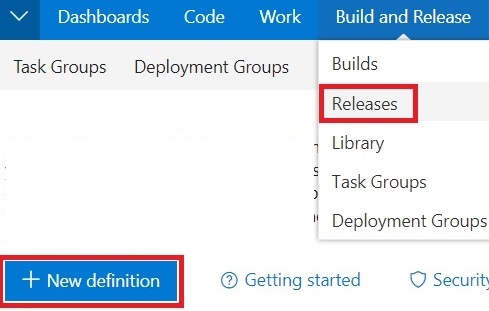 Dashboards Code Work Build and Release
Task Groups Deployment Groups
Builds
Releases
Library
Task Groups
Deployment Groups
+ New definition Getting started Security